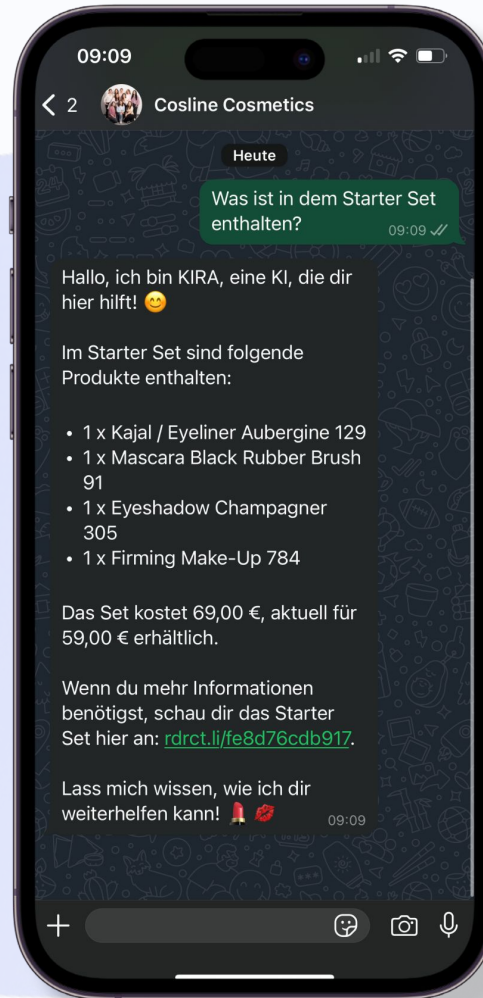 09:09
2 Cosline Cosmetics
Heute
Was ist in dem Starter Set
enthalten?
09:09
Hallo, ich bin KIRA, eine KI, die dir
hier hilft! 😊
Im Starter Set sind folgende
Produkte enthalten:
• 1 x Kajal / Eyeliner Aubergine 129
• 1 x Mascara Black Rubber Brush
91
• 1 x Eyeshadow Champagner
305
• 1 x Firming Make-Up 784
Das Set kostet 69,00 €, aktuell für
59,00 € erhältlich.
Wenn du mehr Informationen
benötigst, schau dir das Starter
Set hier an: rdrct.li/fe8d76cdb917.
Lass mich wissen, wie ich dir
weiterhelfen kann! 💄 💋
09:09